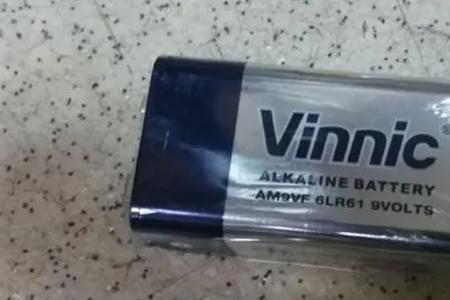 Vinnic
ALKALINE BATTERY
AM9VF 6LR61 9VOLTS